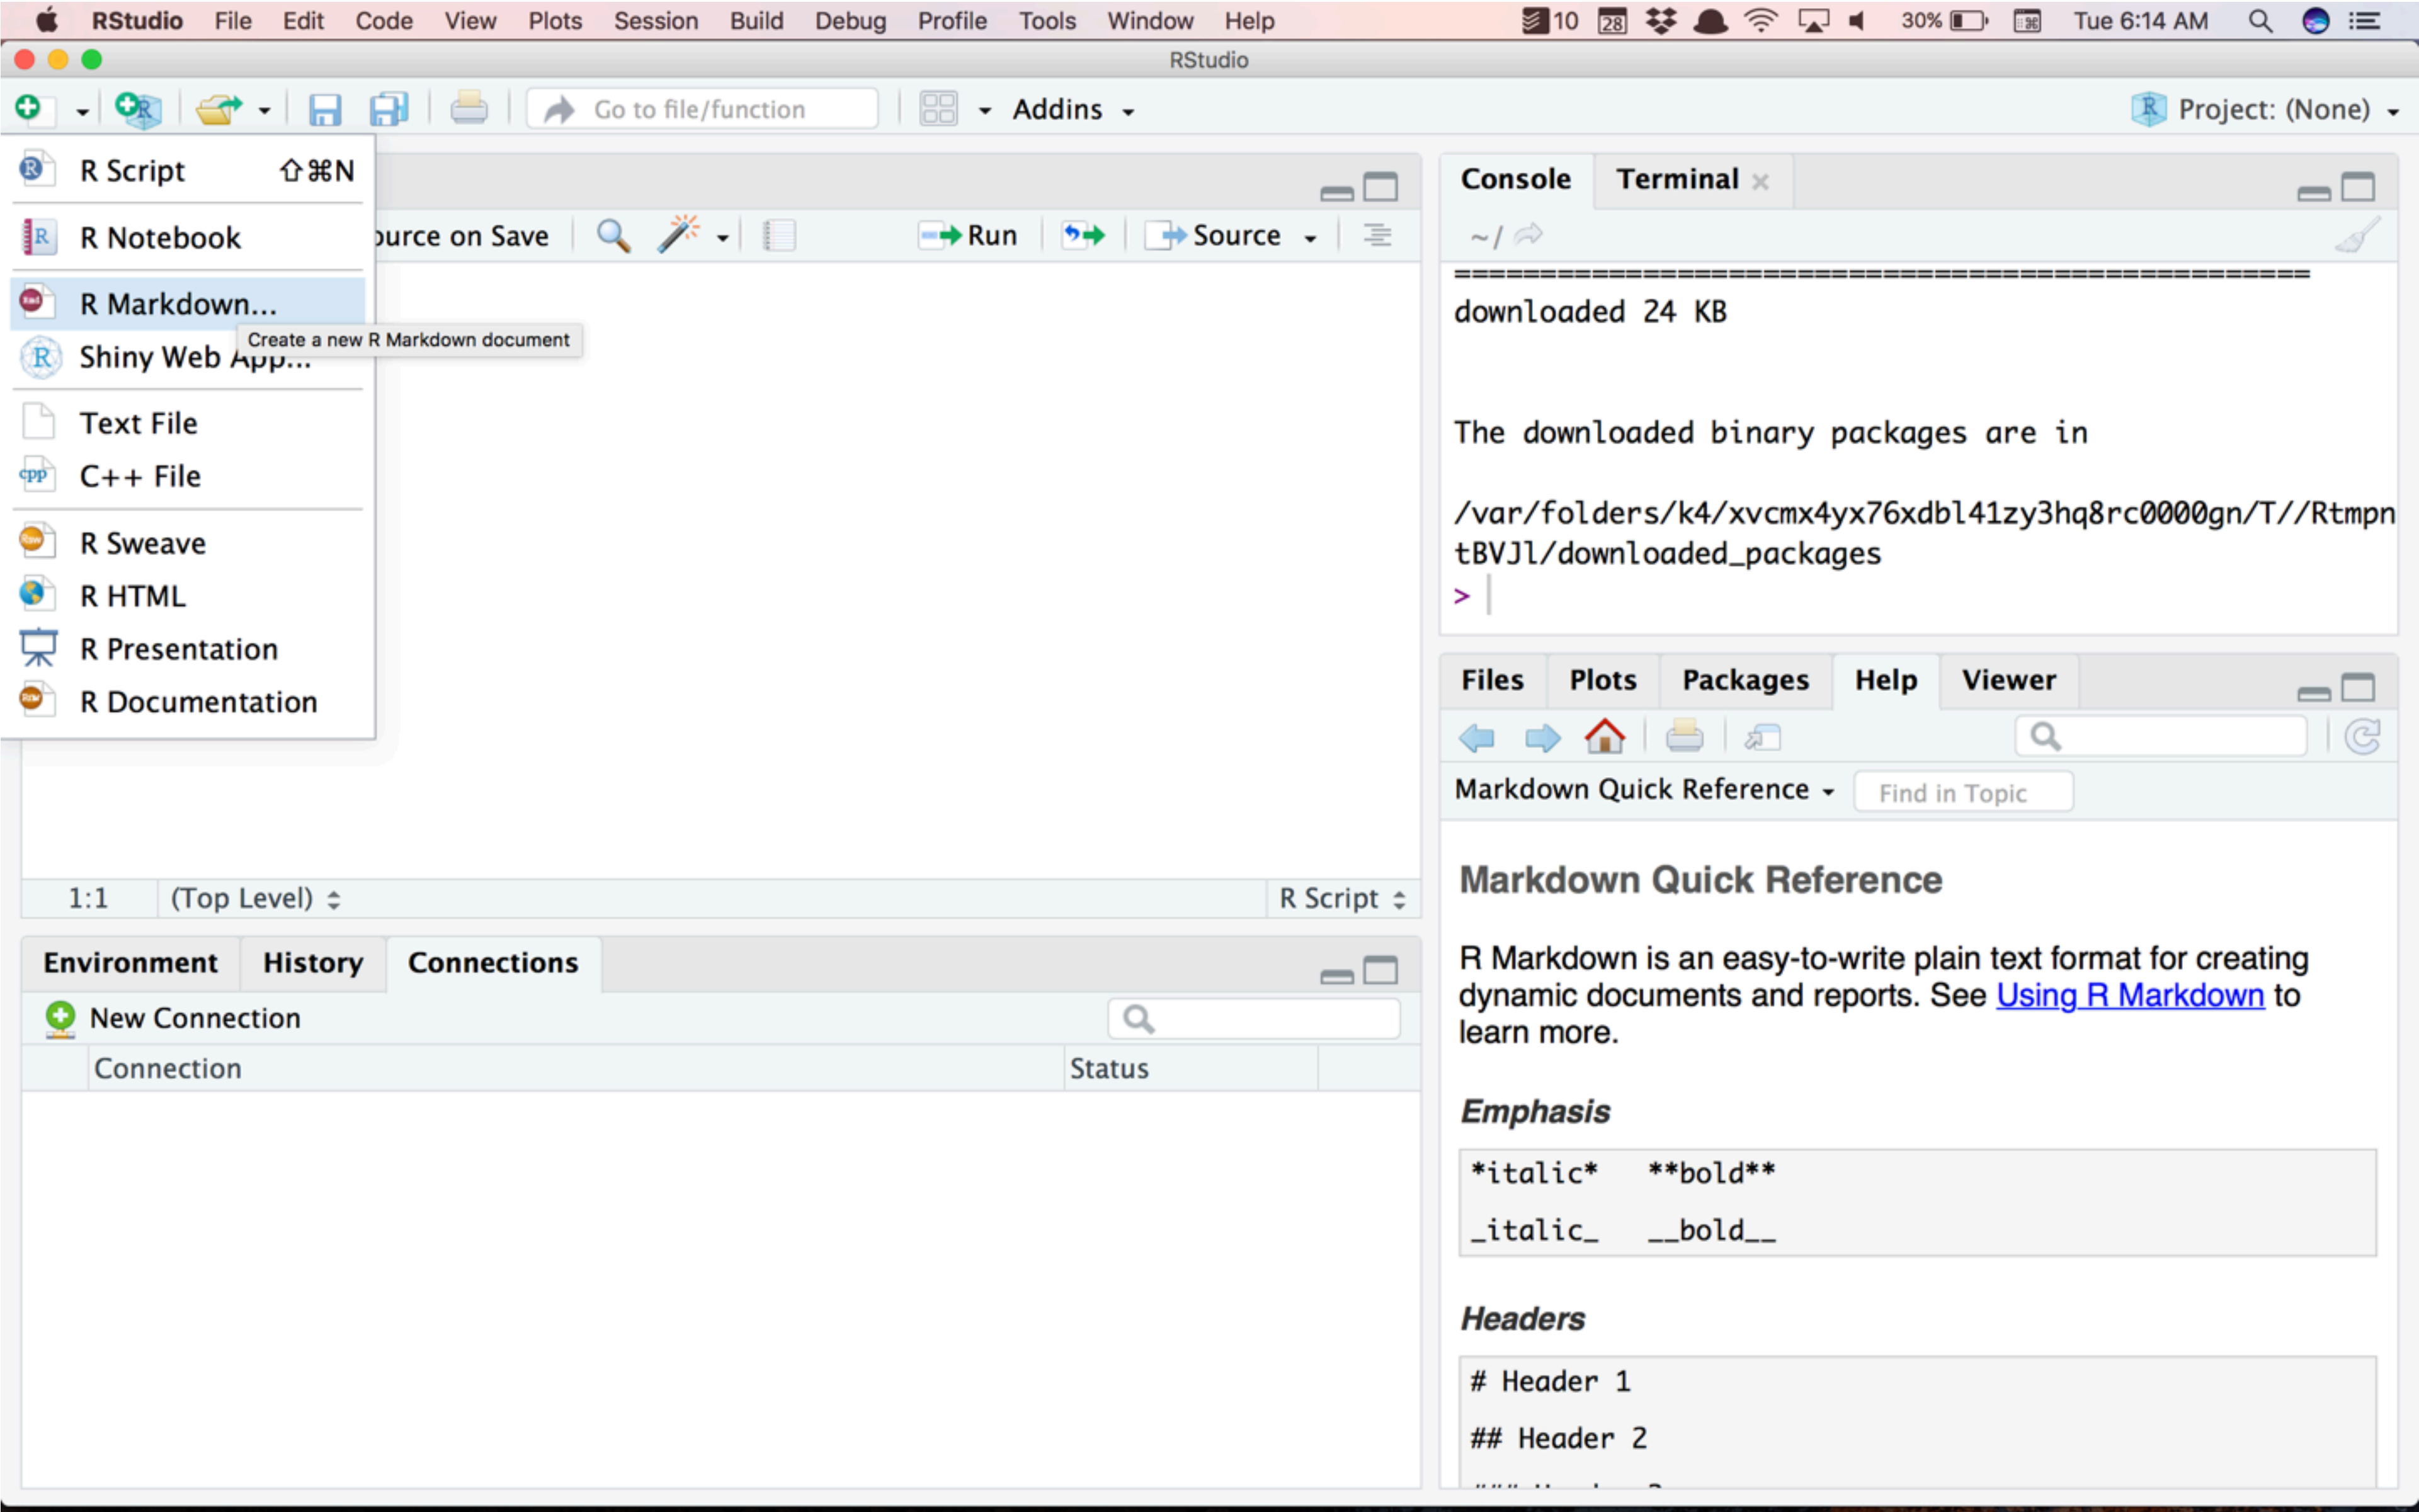 RStudio File Edit Code View Plots Session Build Debug Profile Tools Window Help 10 28 30% Tue 6:14 AM
RStudio
Go to file/function Addins Project: (None)
R Script ⇧⌘N
R Notebook
R Markdown...
Create a new R Markdown document
Shiny Web App...
Text File
C++ File
R Sweave
R HTML
R Presentation
R Documentation
ource on Save Run Source
1:1 (Top Level) R Script
Environment History Connections
New Connection
Connection Status
Console Terminal
~/
==================================================
downloaded 24 KB
The downloaded binary packages are in
/var/folders/k4/xvcmx4yx76xdbl41zy3hq8rc0000gn/T//Rtmpn
tBVJl/downloaded_packages
>
Files Plots Packages Help Viewer
Markdown Quick Reference Find in Topic
Markdown Quick Reference
R Markdown is an easy-to-write plain text format for creating
dynamic documents and reports. See Using R Markdown to
learn more.
Emphasis
*italic* **bold**
_italic_ __bold__
Headers
# Header 1
## Header 2